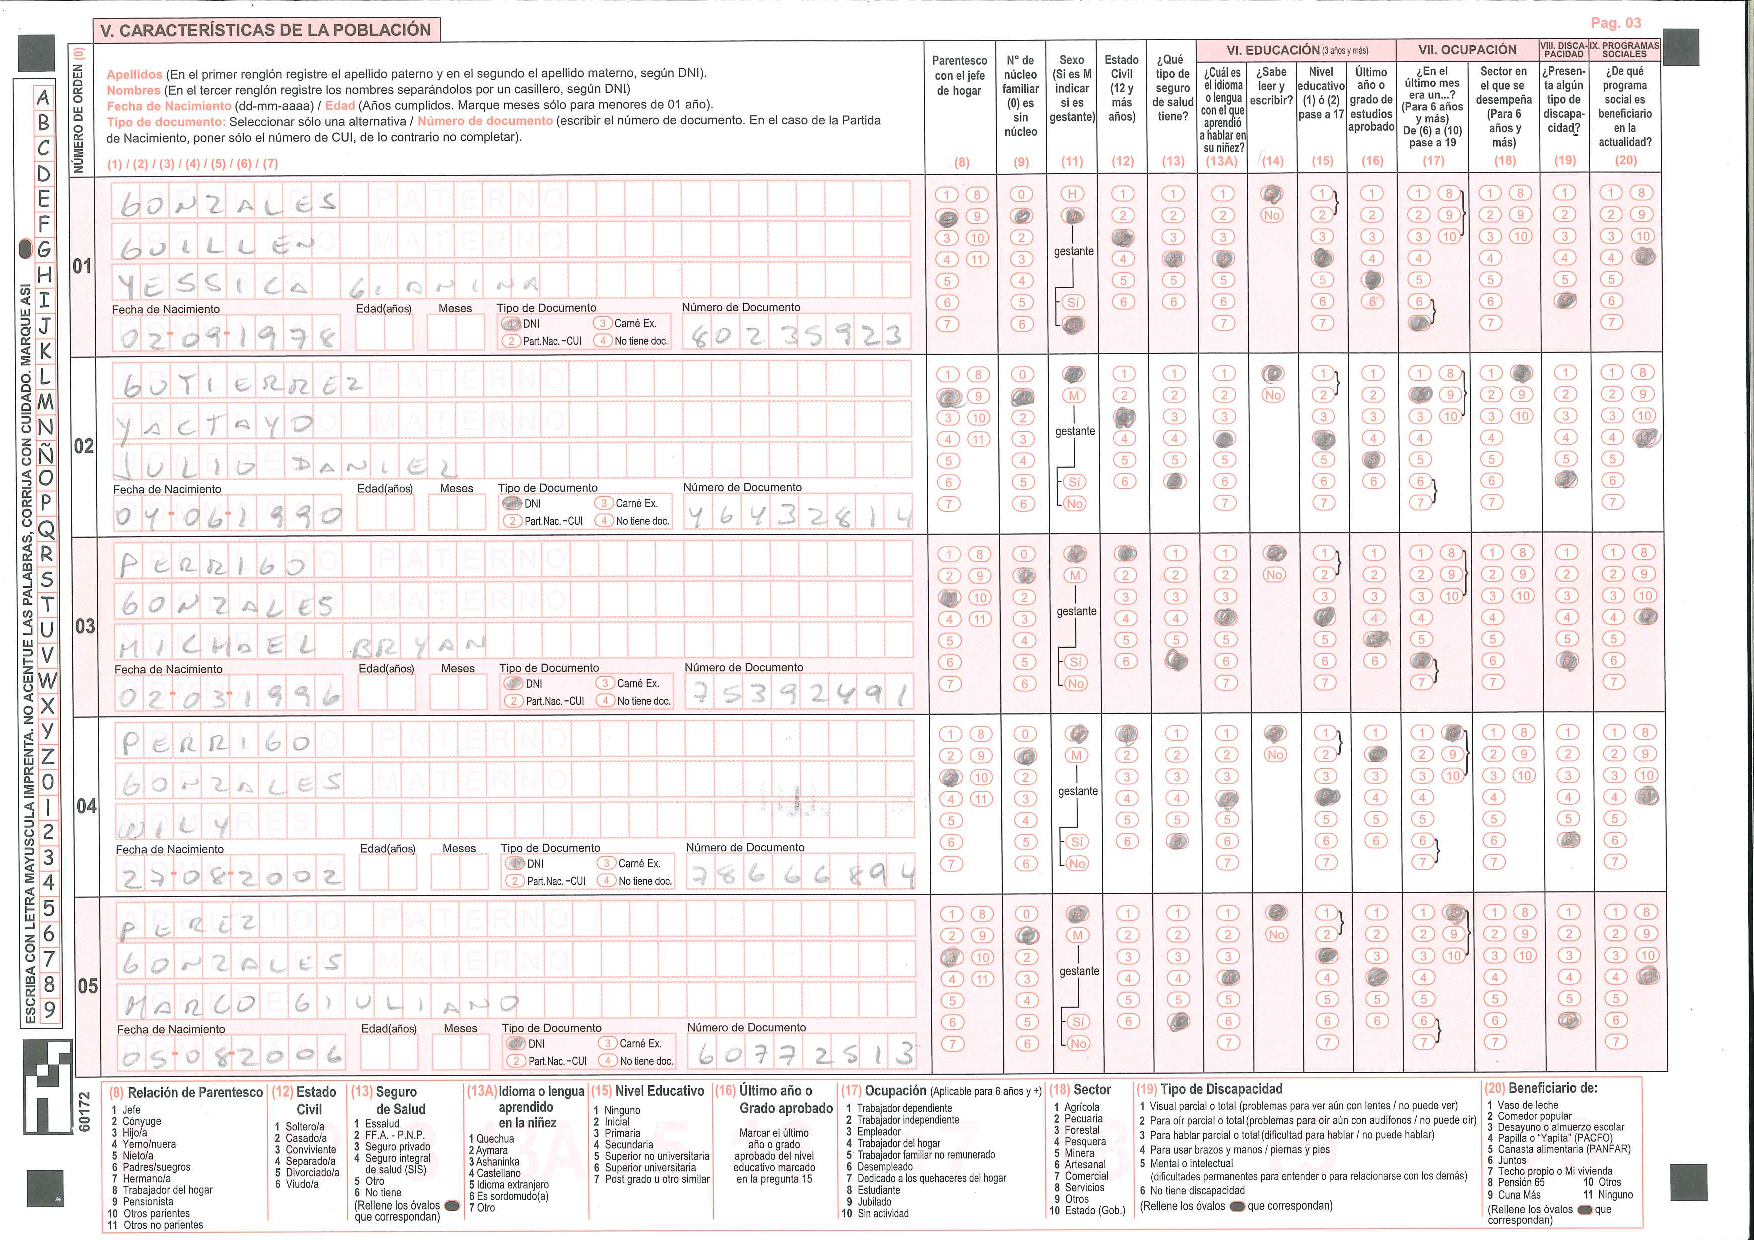 V. CARACTERÍSTICAS DE LA POBLACIÓN
Pag. 03
NÚMERO DE ORDEN (0)
Apellidos (En el primer renglón registre el apellido paterno y en el segundo el apellido materno, según DNI).
Nombres (En el tercer renglón registre los nombres separándolos por un casillero, según DNI)
Fecha de Nacimiento (dd-mm-aaaa) / Edad (Años cumplidos. Marque meses sólo para menores de 01 año).
Tipo de documento: Seleccionar sólo una alternativa / Número de documento (escribir el número de documento. En el caso de la Partida
de Nacimiento, poner sólo el número de CUI, de lo contrario no completar).
(1) / (2) / (3) / (4) / (5) / (6) / (7)
Parentesco con el jefe de hogar (8)
N° de núcleo familiar (0) es sin núcleo (9)
Sexo (Si es M indicar si es gestante) (11)
Estado Civil (12 y más años) (12)
¿Qué tipo de seguro de salud tiene? (13)
VI. EDUCACIÓN (3 años y más)
¿Cuál es el idioma o lengua con el que aprendió a hablar en su niñez? (13A)
¿Sabe leer y escribir? (14)
Nivel educativo (1) ó (2) pase a 17 (15)
Último año o grado de estudios aprobado (16)
VII. OCUPACIÓN
¿En el último mes era un...? (Para 6 años y más) De (6) a (10) pase a 19 (17)
Sector en el que se desempeña (Para 6 años y más) (18)
VIII. DISCAPACIDAD
¿Presenta algún tipo de discapacidad? (19)
IX. PROGRAMAS SOCIALES
¿De qué programa social es beneficiario en la actualidad? (20)
ESCRIBA CON LETRA MAYUSCULA IMPRENTA. NO ACENTUE LAS PALABRAS, CORRIJA CON CUIDADO. MARQUE ASI
A B C D E F G H I J K L M N Ñ O P Q R S T U V W X Y Z 0 1 2 3 4 5 6 7 8 9
01
GONZALES
GUILLEN
YESSICA GIANINA
Fecha de Nacimiento Edad(años) Meses Tipo de Documento Número de Documento
1 DNI 3 Carné Ex.
2 Part.Nac.-CUI 4 No tiene doc.
02-09-1978 80235923
02
GUTIERREZ
YACTAYO
JULIO DANIEL
Fecha de Nacimiento Edad(años) Meses Tipo de Documento Número de Documento
DNI 3 Carné Ex.
2 Part.Nac.-CUI 4 No tiene doc.
04-06-1990 46432814
03
PERRIGO
GONZALES
MICHAEL BRYAN
Fecha de Nacimiento Edad(años) Meses Tipo de Documento Número de Documento
DNI 3 Carné Ex.
2 Part.Nac.-CUI 4 No tiene doc.
02-03-1996 75392491
04
PERRIGO
GONZALES
WILY
Fecha de Nacimiento Edad(años) Meses Tipo de Documento Número de Documento
DNI 3 Carné Ex.
2 Part.Nac.-CUI 4 No tiene doc.
27-08-2002 78666894
05
PEREZ
GONZALES
MARCO GIULIANO
Fecha de Nacimiento Edad(años) Meses Tipo de Documento Número de Documento
DNI 3 Carné Ex.
2 Part.Nac.-CUI 4 No tiene doc.
05-08-2006 60772513
60172
(8) Relación de Parentesco
1 Jefe
2 Cónyuge
3 Hijo/a
4 Yerno/nuera
5 Nieto/a
6 Padres/suegros
7 Hermano/a
8 Trabajador del hogar
9 Pensionista
10 Otros parientes
11 Otros no parientes
(12) Estado Civil
1 Soltero/a
2 Casado/a
3 Conviviente
4 Separado/a
5 Divorciado/a
6 Viudo/a
(13) Seguro de Salud
1 Essalud
2 FF.A. - P.N.P.
3 Seguro privado
4 Seguro integral de salud (SIS)
5 Otro
6 No tiene
(Rellene los óvalos que correspondan)
(13A) Idioma o lengua aprendido en la niñez
1 Quechua
2 Aymara
3 Ashaninka
4 Castellano
5 Idioma extranjero
6 Es sordomudo(a)
7 Otro
(15) Nivel Educativo
1 Ninguno
2 Inicial
3 Primaria
4 Secundaria
5 Superior no universitaria
6 Superior universitaria
7 Post grado u otro similar
(16) Último año o Grado aprobado
Marcar el último año o grado aprobado del nivel educativo marcado en la pregunta 15
(17) Ocupación (Aplicable para 6 años y +)
1 Trabajador dependiente
2 Trabajador independiente
3 Empleador
4 Trabajador del hogar
5 Trabajador familiar no remunerado
6 Desempleado
7 Dedicado a los quehaceres del hogar
8 Estudiante
9 Jubilado
10 Sin actividad
(18) Sector
1 Agrícola
2 Pecuaria
3 Forestal
4 Pesquera
5 Minera
6 Artesanal
7 Comercial
8 Servicios
9 Otros
10 Estado (Gob.)
(19) Tipo de Discapacidad
1 Visual parcial o total (problemas para ver aún con lentes / no puede ver)
2 Para oír parcial o total (problemas para oir aún con audífonos / no puede oir)
3 Para hablar parcial o total (dificultad para hablar / no puede hablar)
4 Para usar brazos y manos / piernas y pies
5 Mental o intelectual
(dificultades permanentes para entender o para relacionarse con los demás)
6 No tiene discapacidad
(Rellene los óvalos que correspondan)
(20) Beneficiario de:
1 Vaso de leche
2 Comedor popular
3 Desayuno o almuerzo escolar
4 Papilla o "Yapita" (PACFO)
5 Canasta alimentaria (PANFAR)
6 Juntos
7 Techo propio o Mi vivienda
8 Pensión 65 10 Otros
9 Cuna Más 11 Ninguno
(Rellene los óvalos que correspondan)